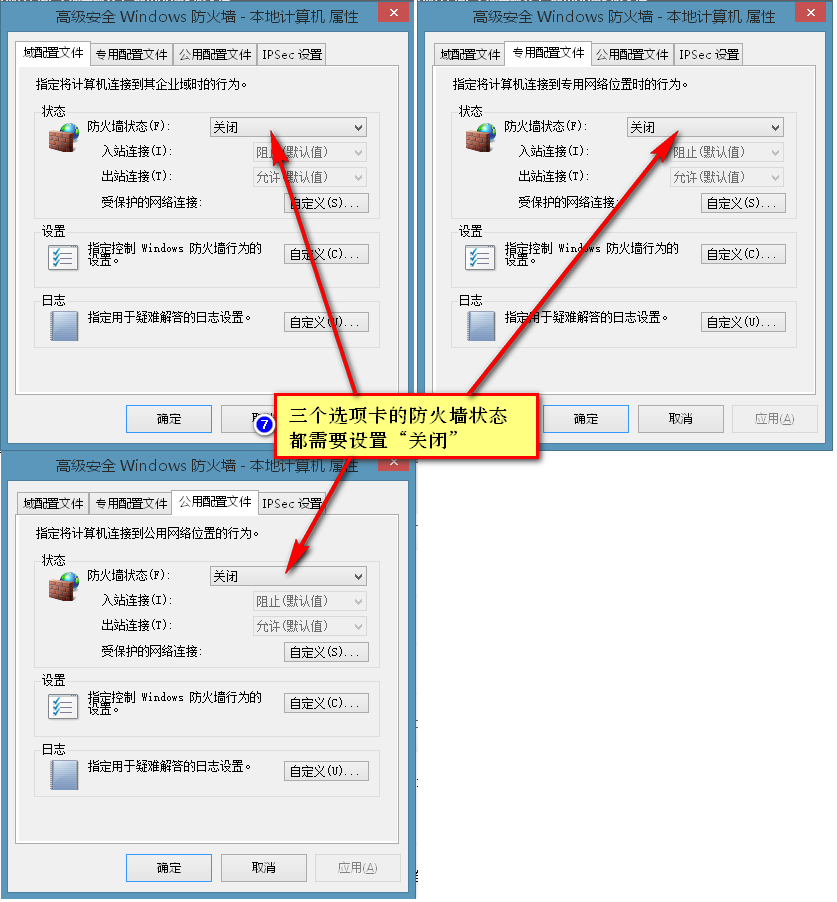 高级安全 Windows 防火墙 - 本地计算机 属性
域配置文件 专用配置文件 公用配置文件 IPSec 设置
指定将计算机连接到其企业域时的行为。
状态
防火墙状态(F): 关闭
入站连接(I): 阻止(默认值)
出站连接(T): 允许(默认值)
受保护的网络连接: 自定义(S)...
设置
指定控制 Windows 防火墙行为的
设置。
自定义(C)...
日志
指定用于疑难解答的日志设置。
自定义(U)...
确定
高级安全 Windows 防火墙 - 本地计算机 属性
域配置文件 专用配置文件 公用配置文件 IPSec 设置
指定将计算机连接到专用网络位置时的行为。
状态
防火墙状态(F): 关闭
入站连接(I): 阻止(默认值)
出站连接(T): 允许(默认值)
受保护的网络连接: 自定义(S)...
设置
指定控制 Windows 防火墙行为的
设置。
自定义(C)...
日志
指定用于疑难解答的日志设置。
自定义(U)...
确定 取消 应用(A)
7
三个选项卡的防火墙状态
都需要设置“关闭”
高级安全 Windows 防火墙 - 本地计算机 属性
域配置文件 专用配置文件 公用配置文件 IPSec 设置
指定将计算机连接到公用网络位置的行为。
状态
防火墙状态(F): 关闭
入站连接(I): 阻止(默认值)
出站连接(T): 允许(默认值)
受保护的网络连接: 自定义(S)...
设置
指定控制 Windows 防火墙行为的
设置。
自定义(C)...
日志
指定用于疑难解答的日志设置。
自定义(U)...
确定 取消 应用(A)